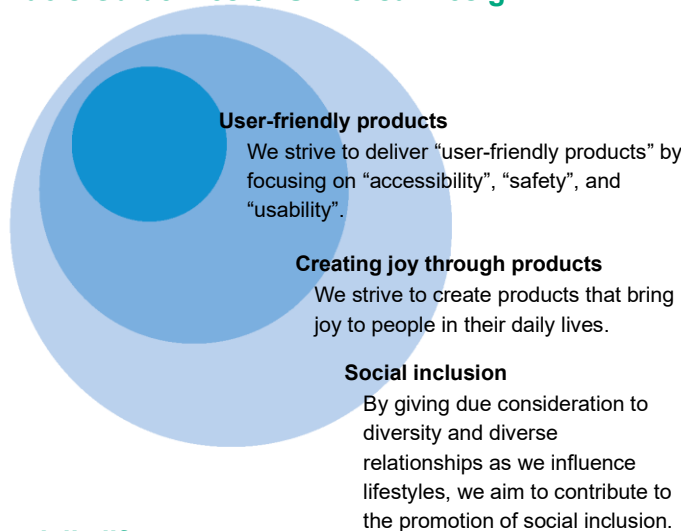 User-friendly products
We strive to deliver “user-friendly products” by
focusing on “accessibility”, “safety”, and
“usability”.
Creating joy through products
We strive to create products that bring
joy to people in their daily lives.
Social inclusion
By giving due consideration to
diversity and diverse
relationships as we influence
lifestyles, we aim to contribute to
the promotion of social inclusion.